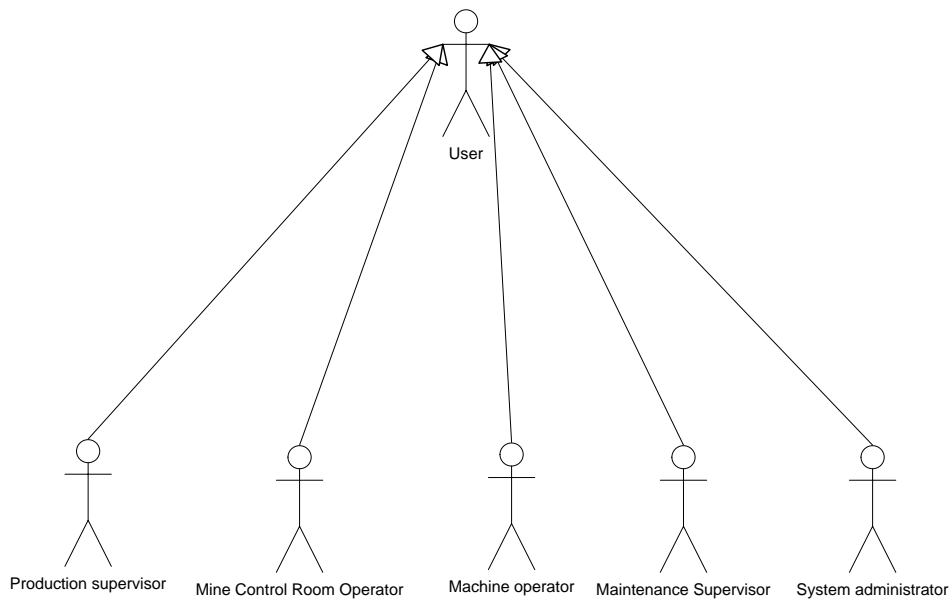 User
Production supervisor
Mine Control Room Operator
Machine operator
Maintenance Supervisor
System administrator